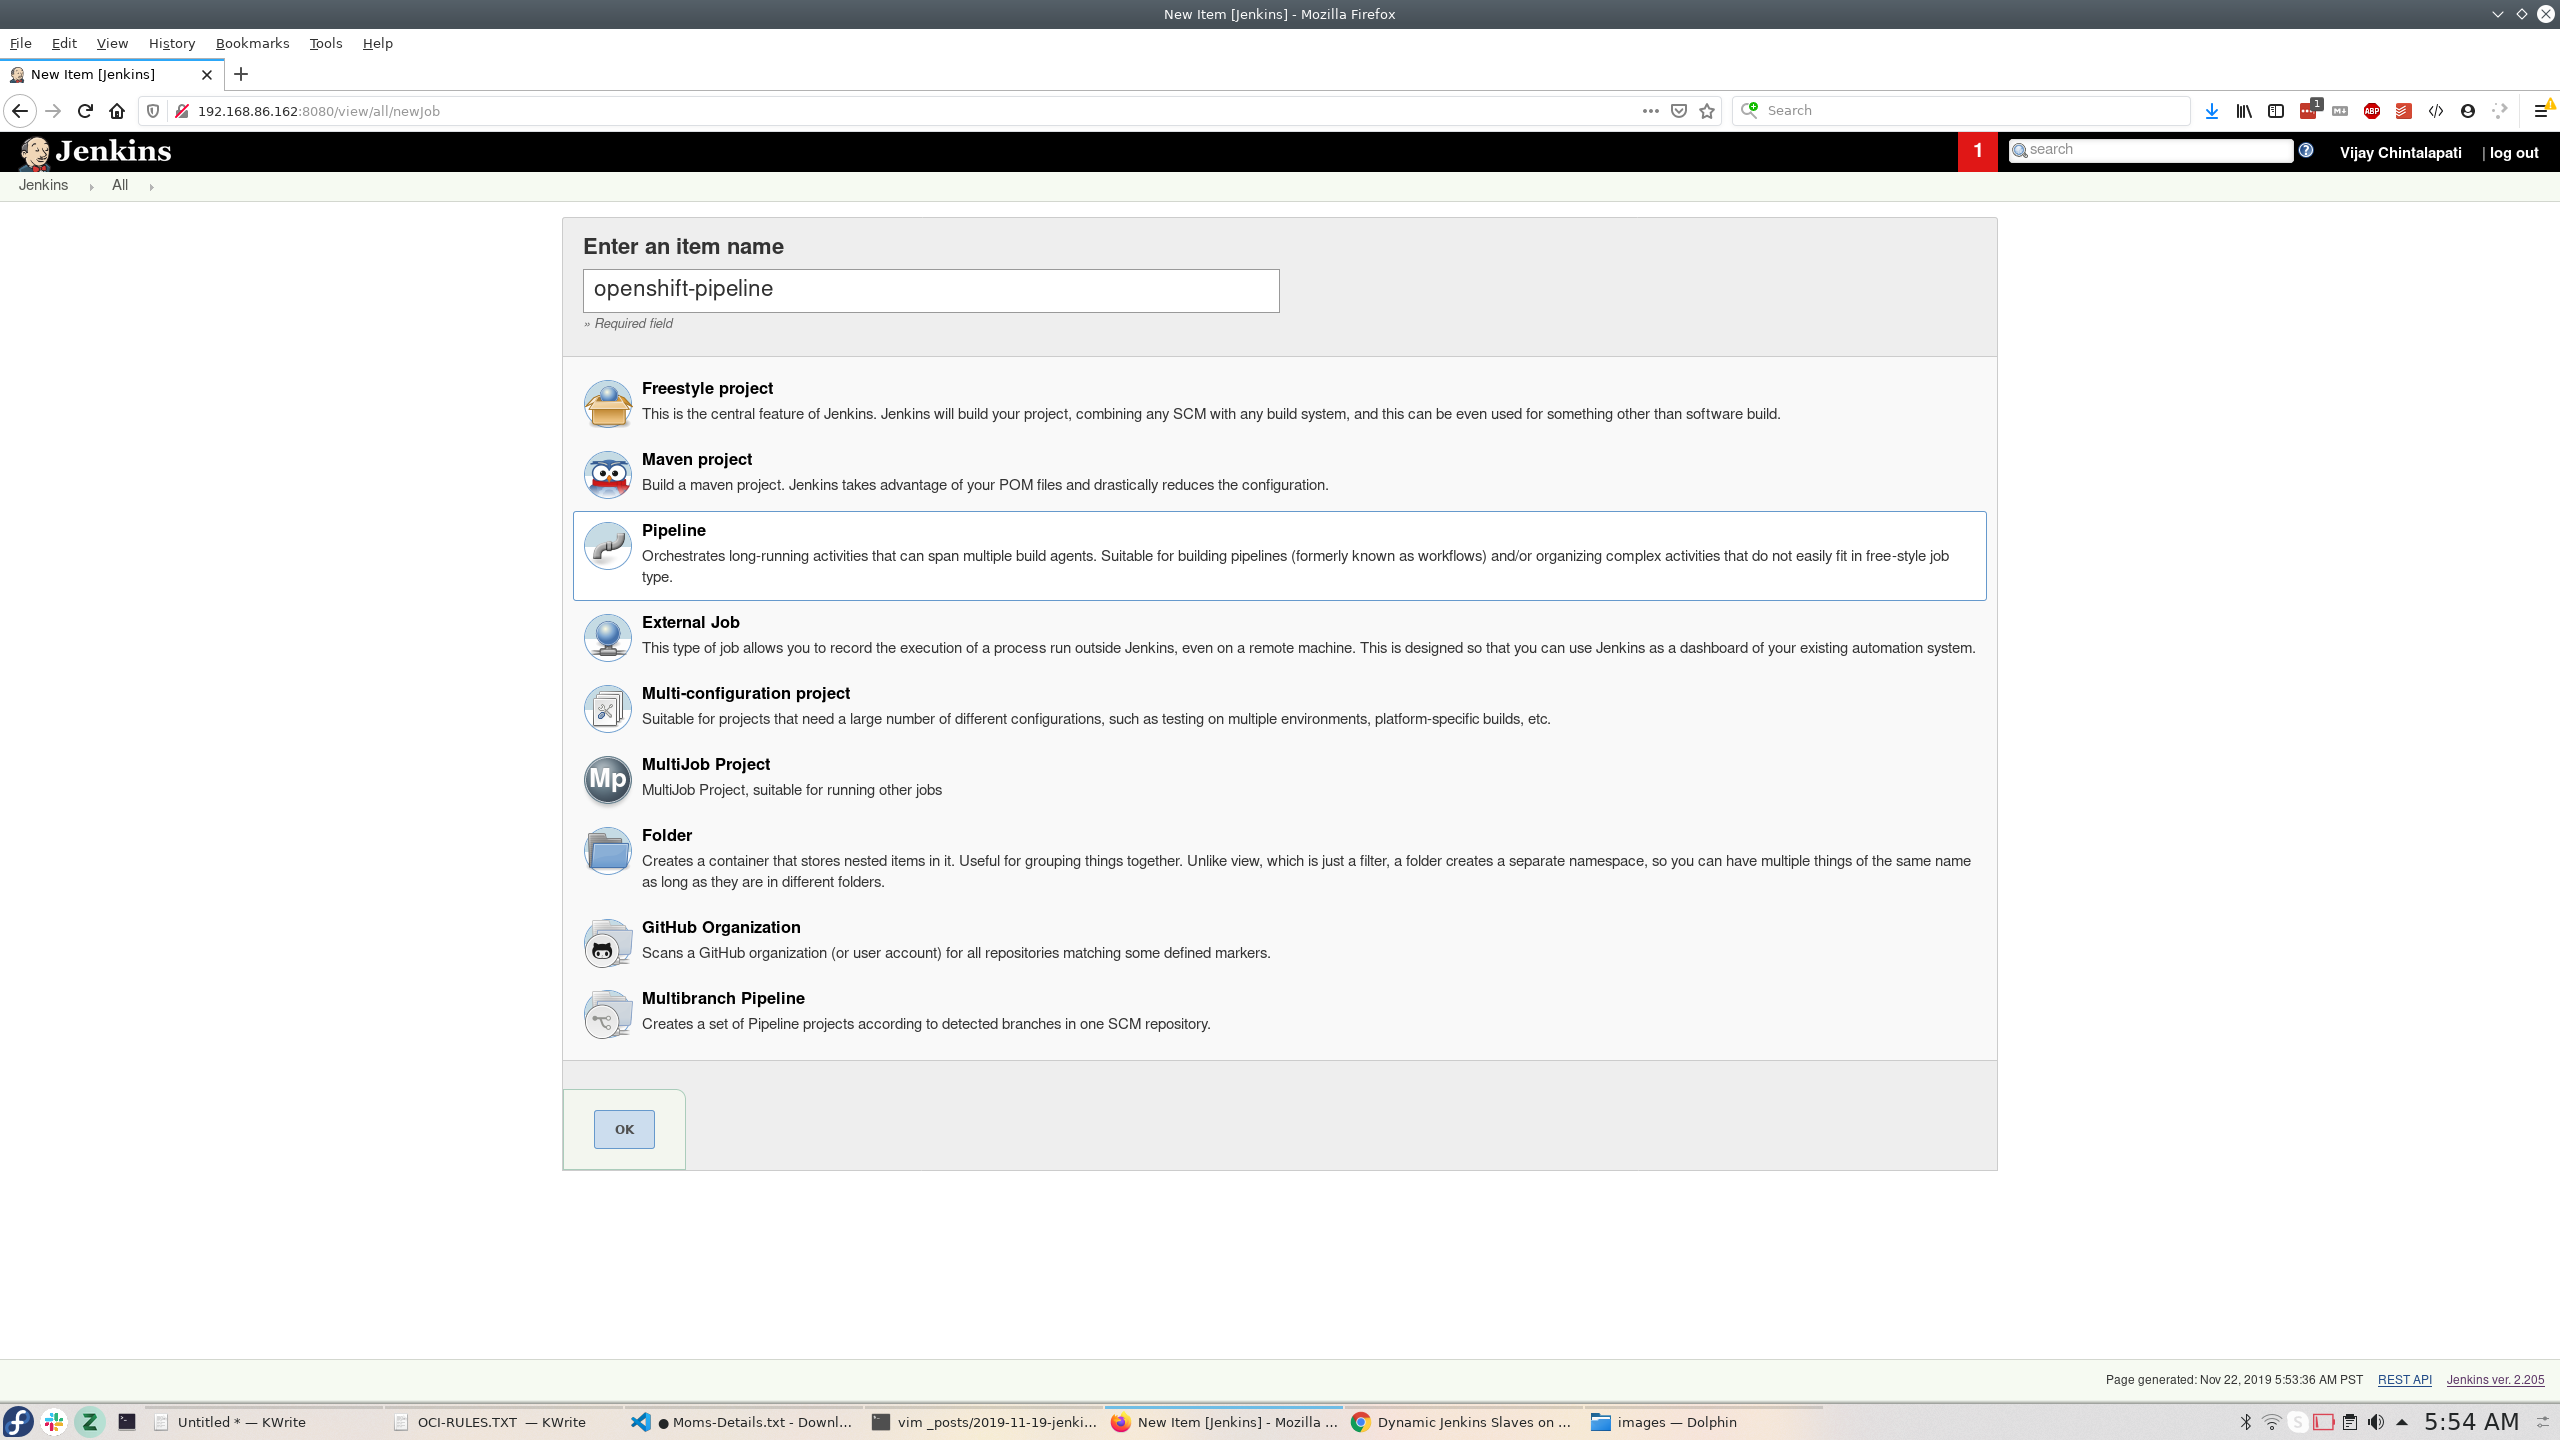 New Item [Jenkins] - Mozilla Firefox
File Edit View History Bookmarks Tools Help
New Item [Jenkins]
192.168.86.162:8080/view/all/newJob
Search
1
Jenkins
1
search
Vijay Chintalapati
| log out
Jenkins
All
Enter an item name
openshift-pipeline
» Required field
Freestyle project
This is the central feature of Jenkins. Jenkins will build your project, combining any SCM with any build system, and this can be even used for something other than software build.
Maven project
Build a maven project. Jenkins takes advantage of your POM files and drastically reduces the configuration.
Pipeline
Orchestrates long-running activities that can span multiple build agents. Suitable for building pipelines (formerly known as workflows) and/or organizing complex activities that do not easily fit in free-style job
type.
External Job
This type of job allows you to record the execution of a process run outside Jenkins, even on a remote machine. This is designed so that you can use Jenkins as a dashboard of your existing automation system.
Multi-configuration project
Suitable for projects that need a large number of different configurations, such as testing on multiple environments, platform-specific builds, etc.
Mp
MultiJob Project
MultiJob Project, suitable for running other jobs
Folder
Creates a container that stores nested items in it. Useful for grouping things together. Unlike view, which is just a filter, a folder creates a separate namespace, so you can have multiple things of the same name
as long as they are in different folders.
GitHub Organization
Scans a GitHub organization (or user account) for all repositories matching some defined markers.
Multibranch Pipeline
Creates a set of Pipeline projects according to detected branches in one SCM repository.
OK
Page generated: Nov 22, 2019 5:53:36 AM PST
REST API
Jenkins ver. 2.205
Untitled * — KWrite
OCI-RULES.TXT — KWrite
● Moms-Details.txt - Downl...
vim _posts/2019-11-19-jenki...
New Item [Jenkins] - Mozilla ...
Dynamic Jenkins Slaves on ...
images — Dolphin
5:54 AM